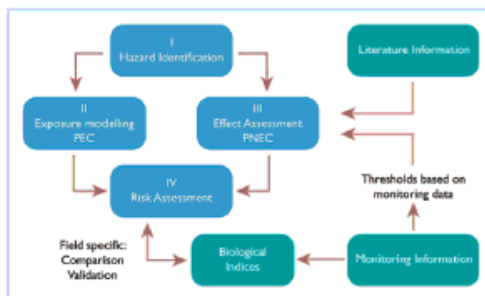 I
Hazard Identification
Literature Information
II
Exposure modelling
PEC
III
Effect Assessment
PNEC
IV
Risk Assessment
Thresholds based on
monitoring data
Field specific:
Comparison
Validation
Biological
Indices
Monitoring Information